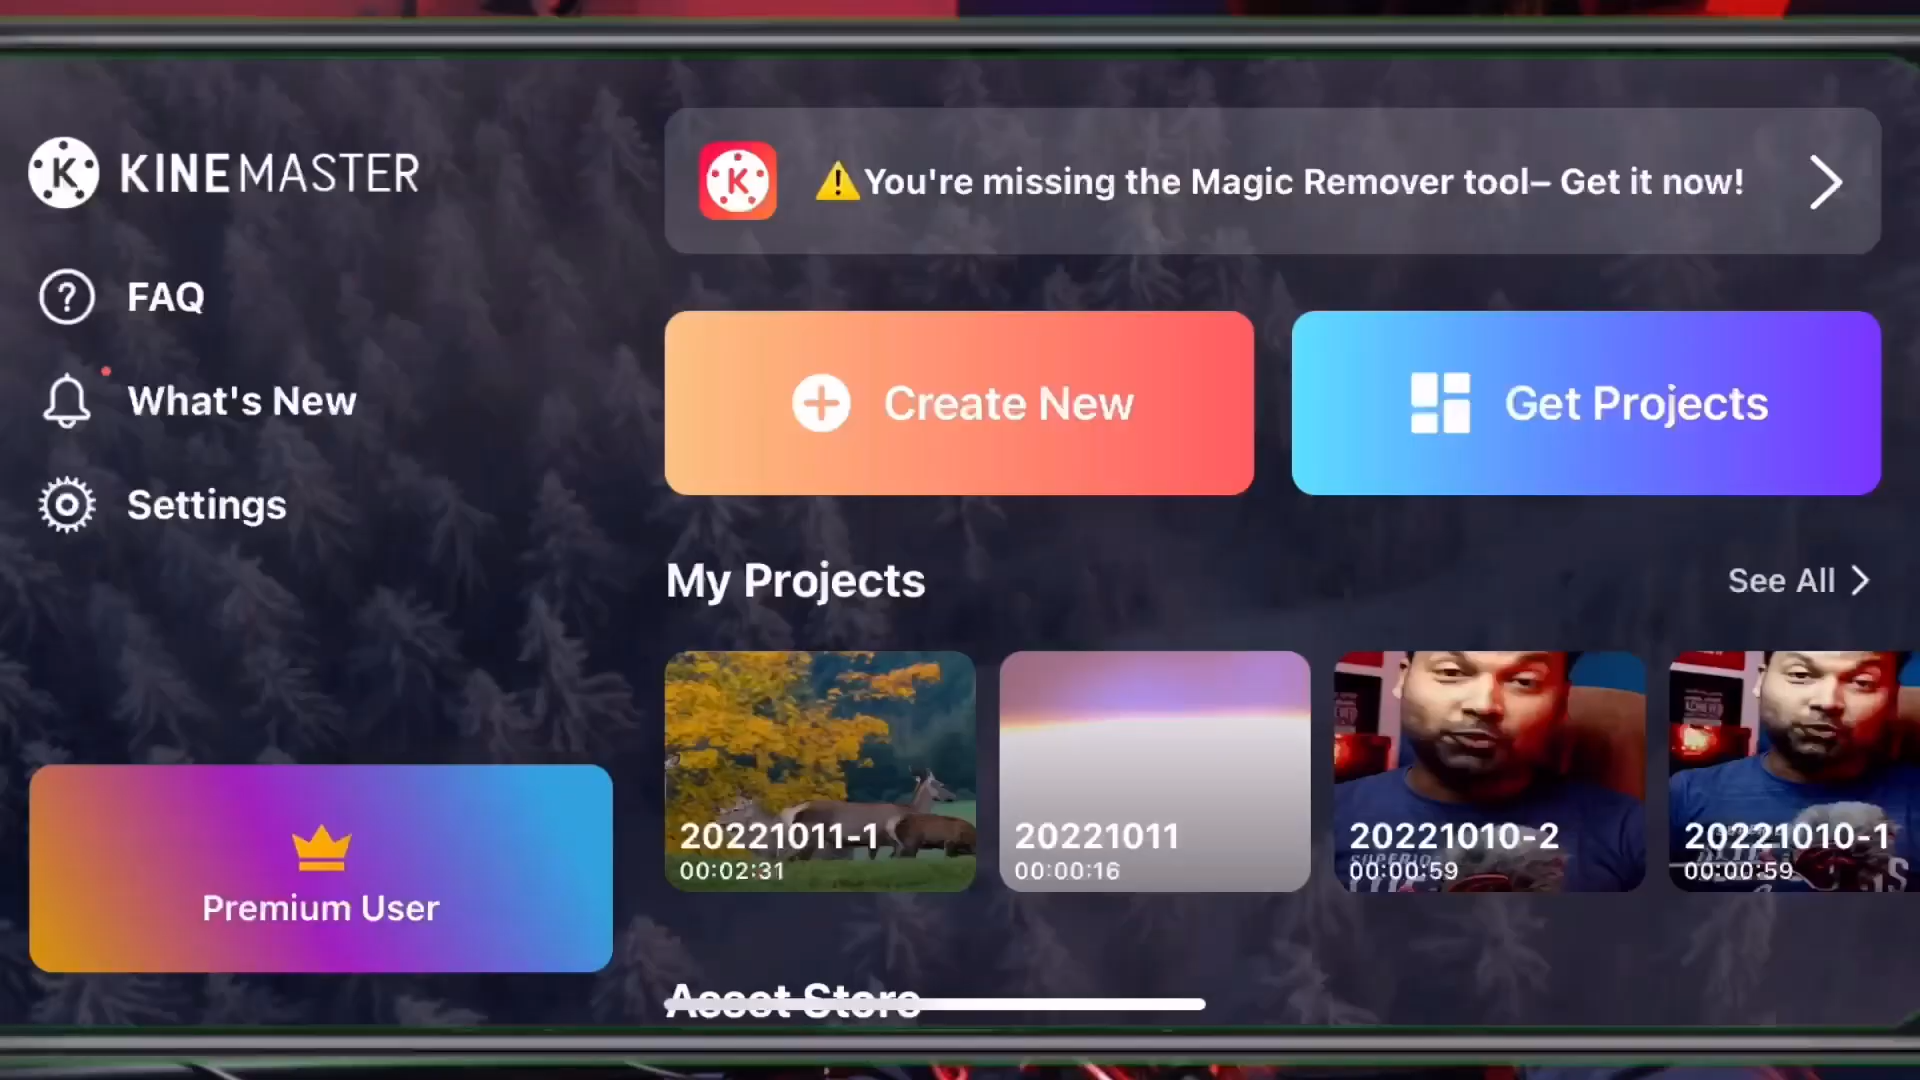 KINEMASTER
FAQ
What's New
Settings
Premium User
⚠️You're missing the Magic Remover tool– Get it now!
Create New
Get Projects
My Projects
See All
20221011-1
00:02:31
20221011
00:00:16
20221010-2
00:00:59
20221010-1
00:00:59
Asset Store